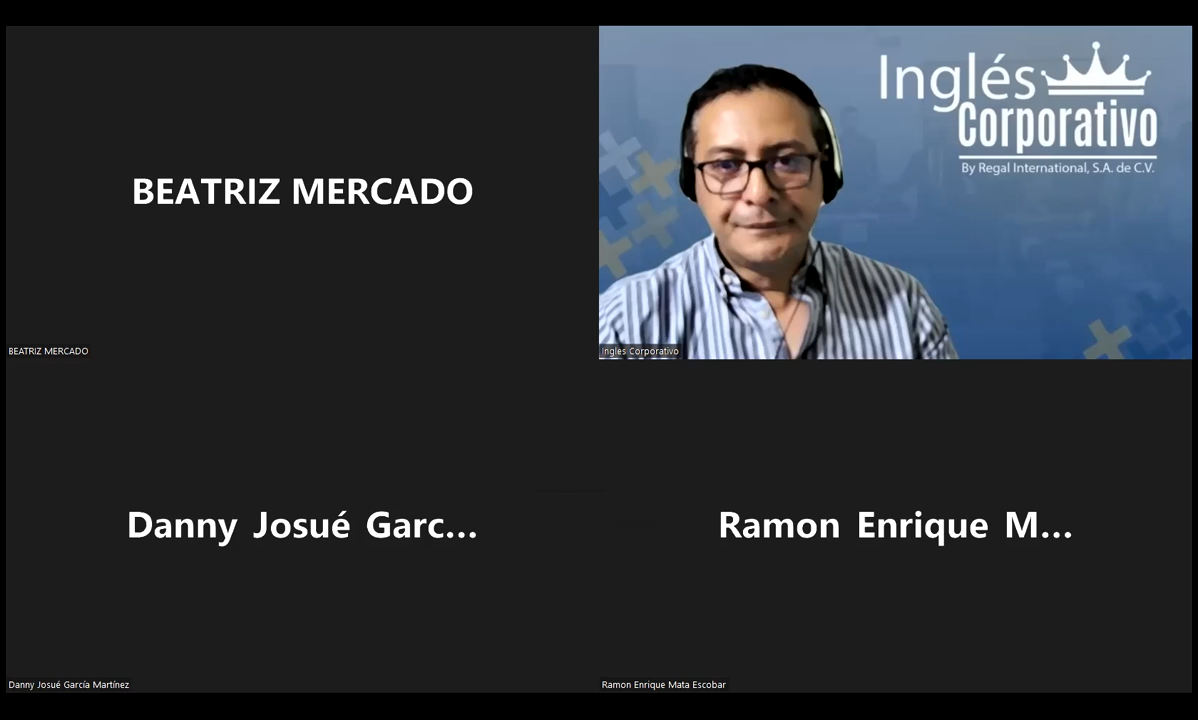 BEATRIZ MERCADO
BEATRIZ MERCADO
Inglés
Corporativo
By Regal International, S.A. de C.V.
Ingles Corporativo
Danny Josué Garc...
Danny Josué García Martínez
Ramon Enrique M...
Ramon Enrique Mata Escobar